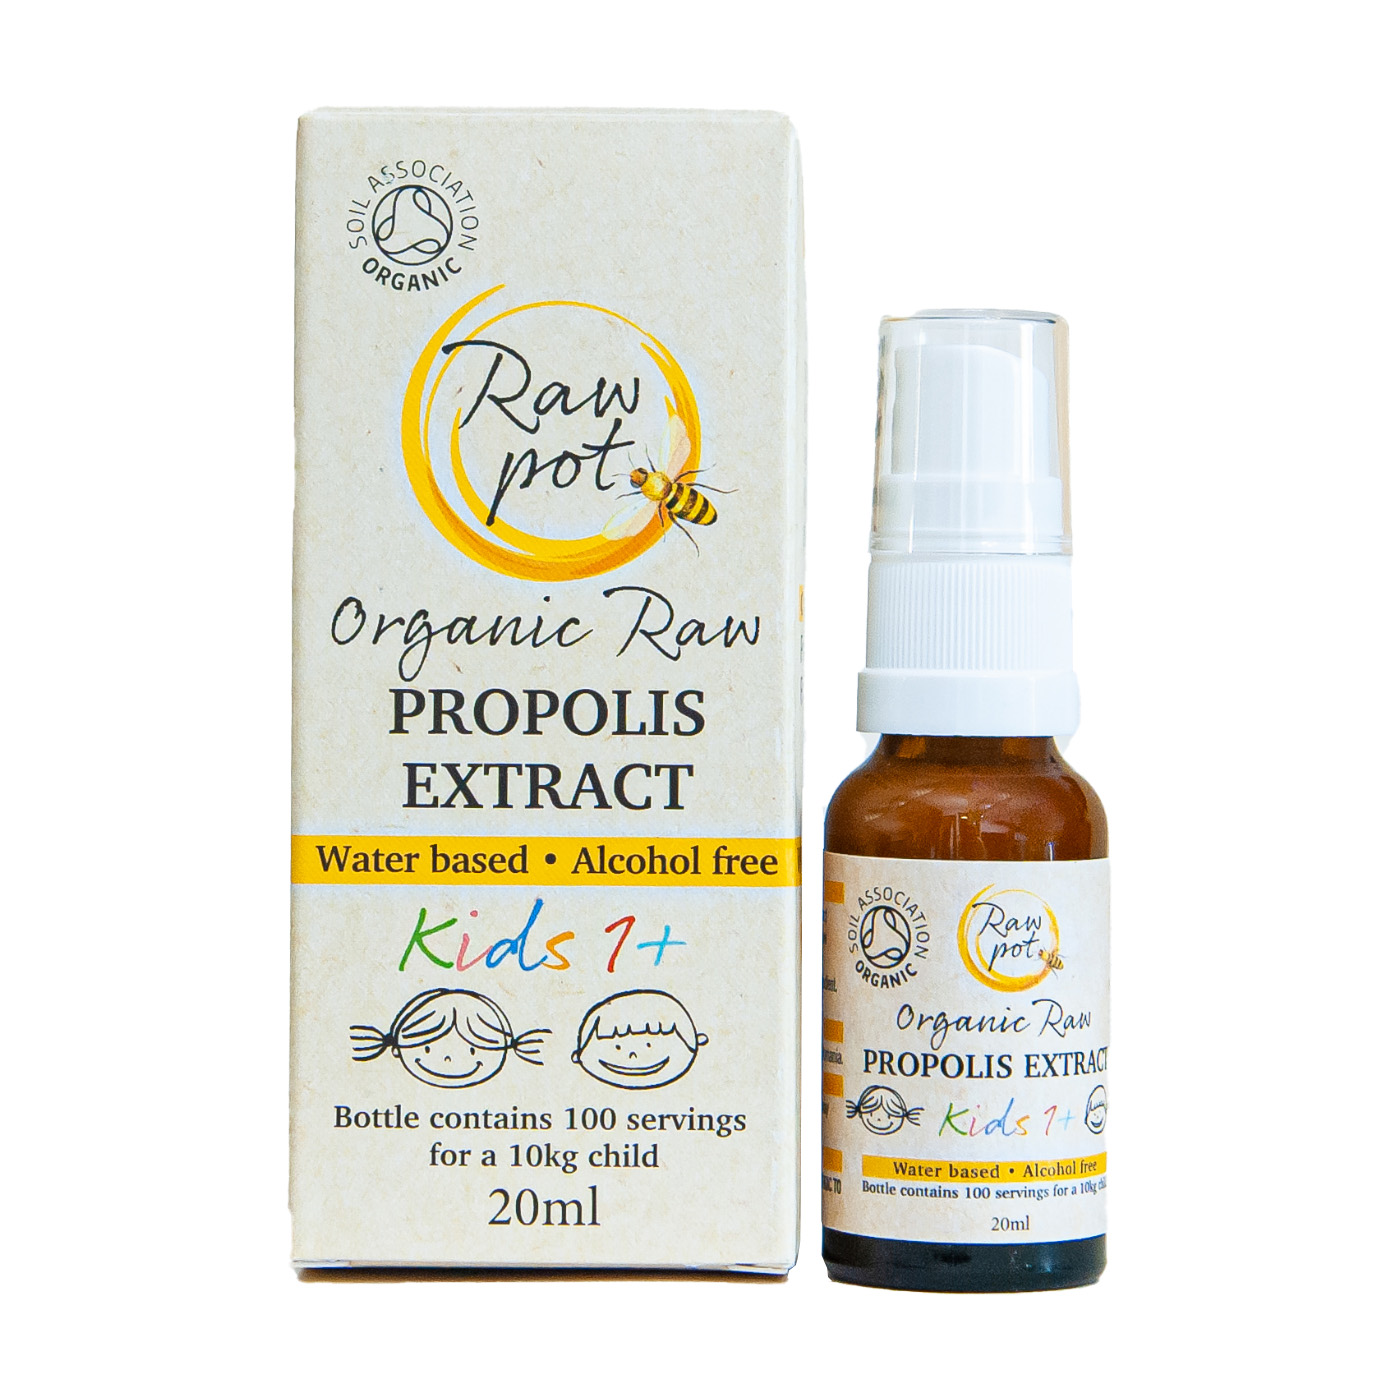 SOIL ASSOCIATION
ORGANIC
Raw
pot
Organic Raw
PROPOLIS
EXTRACT
Water based • Alcohol free
Kids 1+
Bottle contains 100 servings
for a 10kg child
20ml
SOIL ASSOCIATION
ORGANIC
Raw
pot
Organic Raw
PROPOLIS EXTRACT
Kids 1+
Water based • Alcohol free
Bottle contains 100 servings for a 10kg
20ml